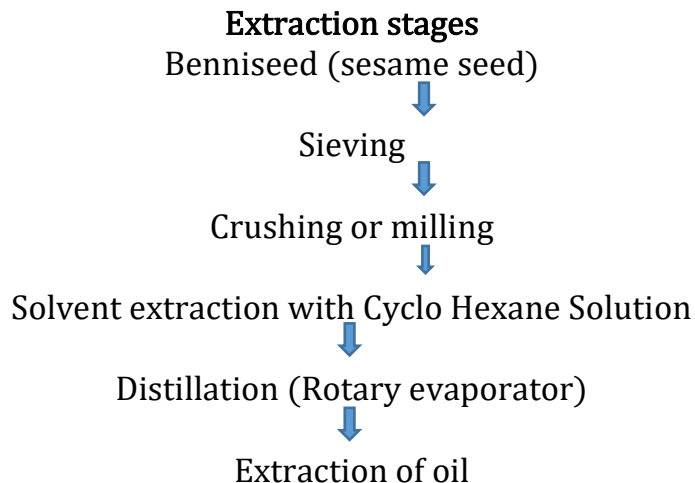 Extraction stages
Benniseed (sesame seed)
Sieving
Crushing or milling
Solvent extraction with Cyclo Hexane Solution
Distillation (Rotary evaporator)
Extraction of oil